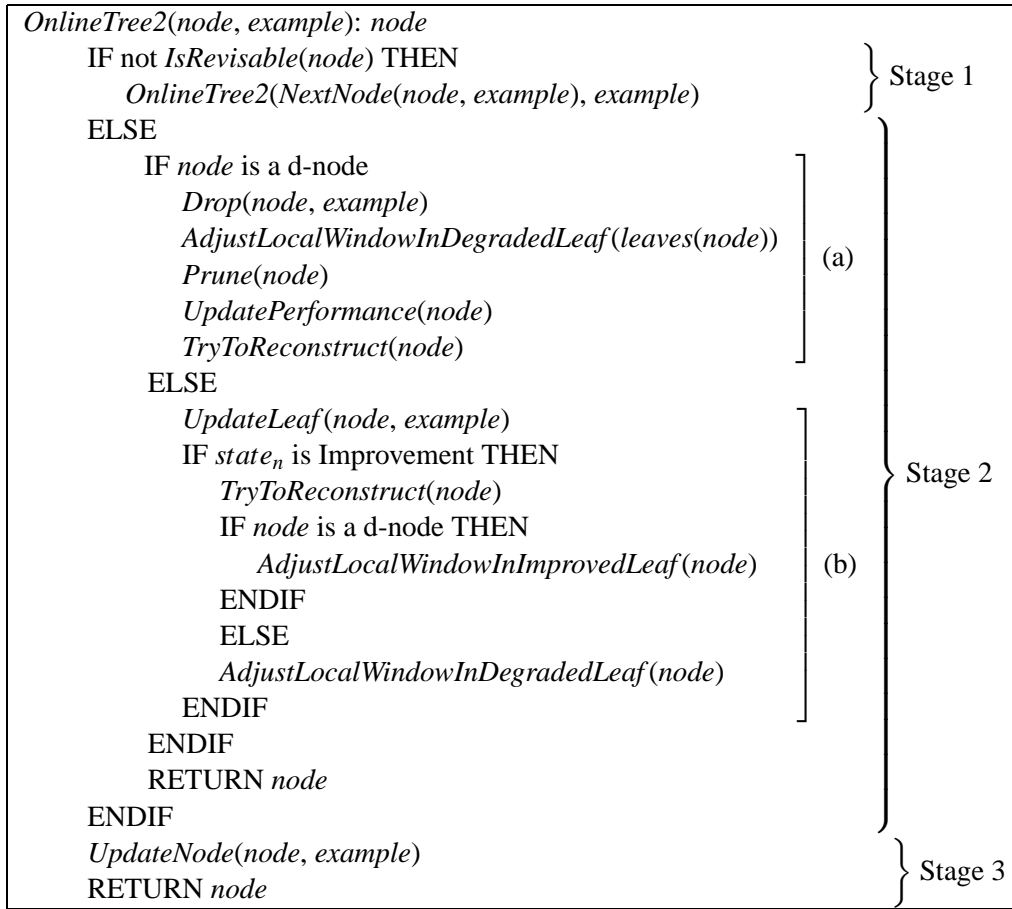 OnlineTree2(node, example): node
IF not IsRevisable(node) THEN
OnlineTree2(NextNode(node, example), example)
Stage 1
ELSE
IF node is a d-node
Drop(node, example)
AdjustLocalWindowInDegradedLeaf(leaves(node))
Prune(node)
UpdatePerformance(node)
TryToReconstruct(node)
(a)
ELSE
UpdateLeaf(node, example)
IF stateₙ is Improvement THEN
TryToReconstruct(node)
IF node is a d-node THEN
AdjustLocalWindowInImprovedLeaf(node)
ENDIF
ELSE
AdjustLocalWindowInDegradedLeaf(node)
ENDIF
(b)
ENDIF
RETURN node
ENDIF
Stage 2
UpdateNode(node, example)
RETURN node
Stage 3